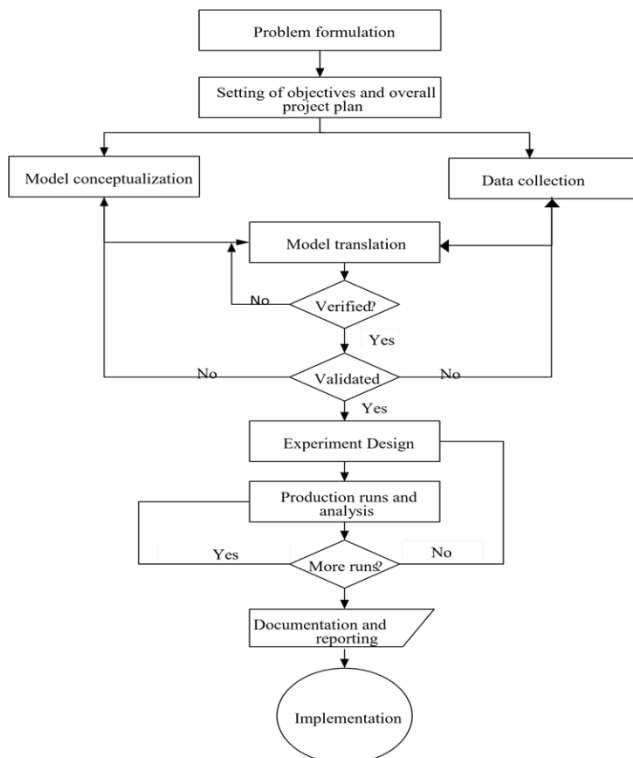 Problem formulation
Setting of objectives and overall
project plan
Model conceptualization
Data collection
Model translation
No
Verified?
Yes
No
Validated
No
Yes
Experiment Design
Production runs and
analysis
Yes
More runs?
No
Documentation and
reporting
Implementation